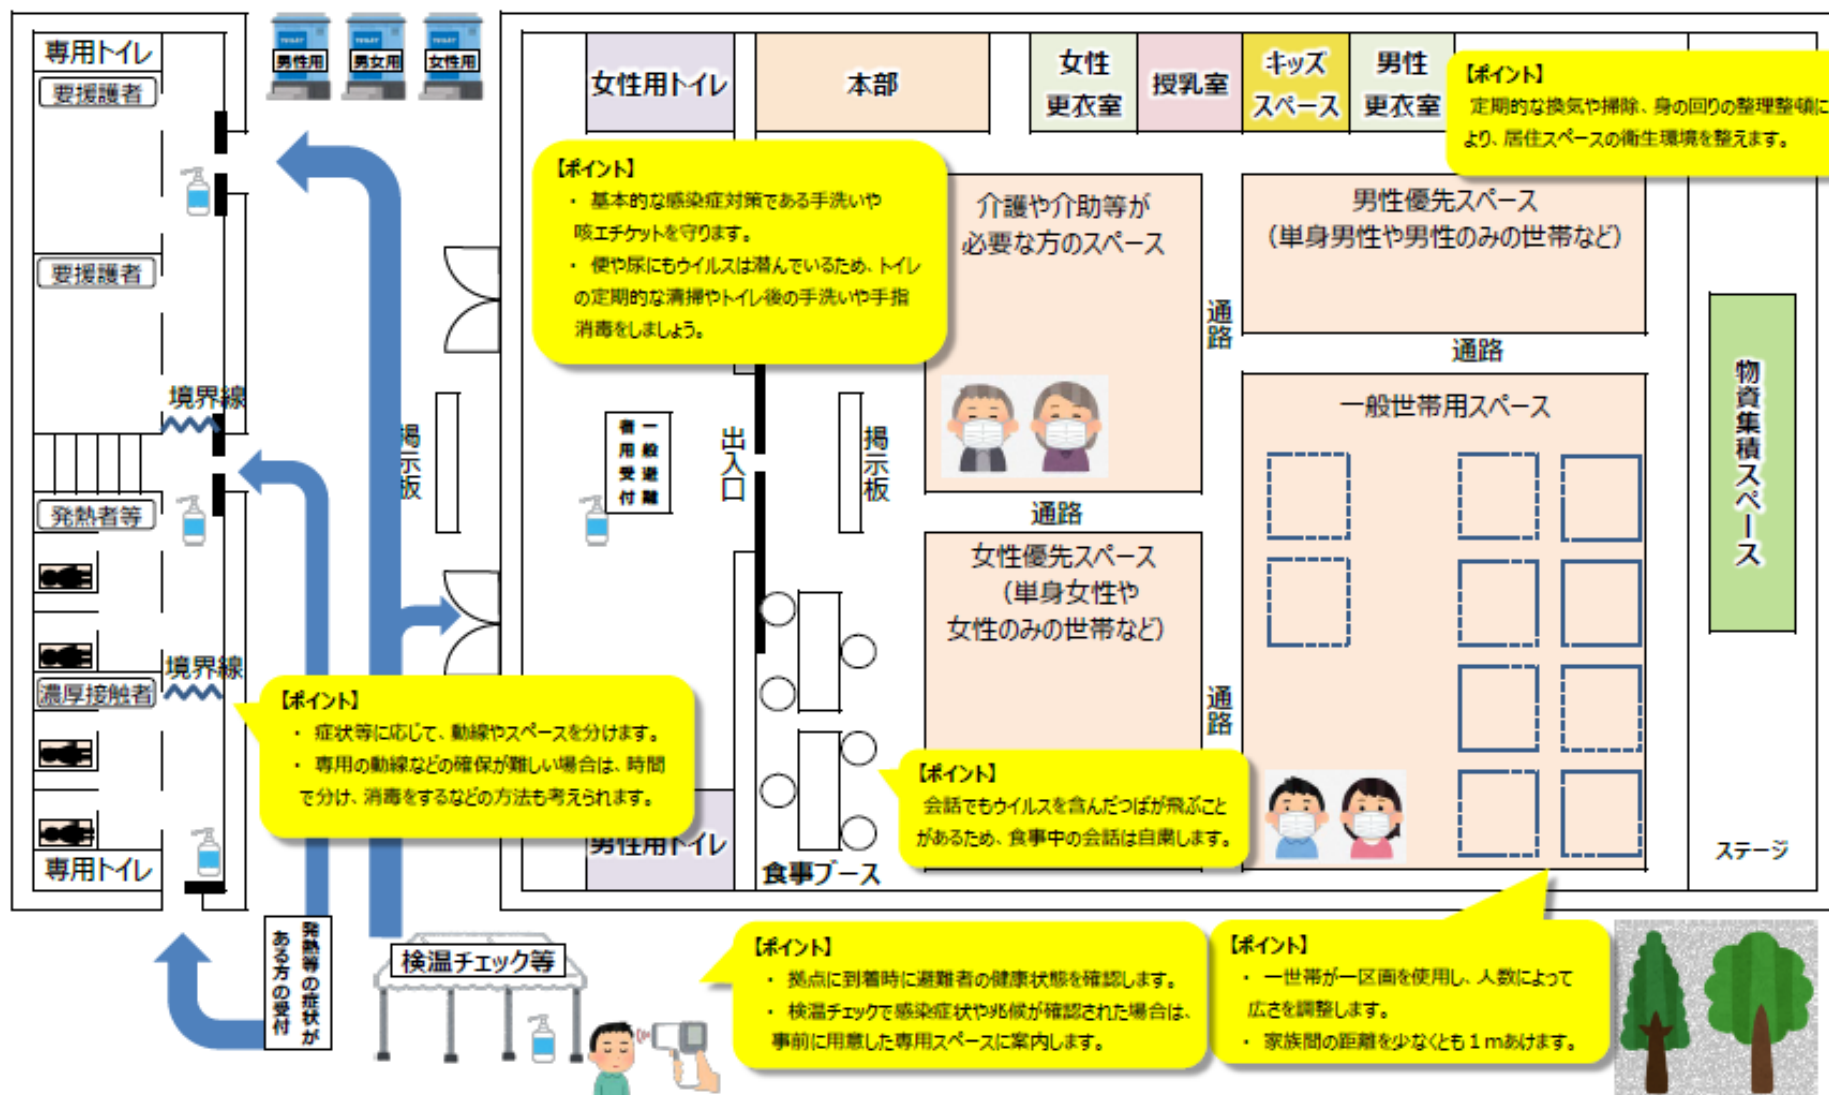 専用トイレ
要援護者
要援護者
境界線
発熱者等
境界線
濃厚接触者
専用トイレ
男性用
男女用
女性用
掲示板
女性用トイレ
本部
女性
更衣室
授乳室
キッズ
スペース
男性
更衣室
【ポイント】
定期的な換気や掃除、身の回りの整理整頓に
より、居住スペースの衛生環境を整えます。
【ポイント】
・ 基本的な感染症対策である手洗いや
咳エチケットを守ります。
・ 便や尿にもウイルスは潜んでいるため、トイレ
の定期的な清掃やトイレ後の手洗いや手指
消毒をしましょう。
介護や介助等が
必要な方のスペース
男性優先スペース
（単身男性や男性のみの世帯など）
通路
通路
一般避難
者用受付
出入口
掲示板
一般世帯用スペース
物資集積スペース
通路
女性優先スペース
（単身女性や
女性のみの世帯など）
通路
【ポイント】
・ 症状等に応じて、動線やスペースを分けます。
・ 専用の動線などの確保が難しい場合は、時間
で分け、消毒をするなどの方法も考えられます。
【ポイント】
会話でもウイルスを含んだつばが飛ぶこと
があるため、食事中の会話は自粛します。
男性用トイレ
食事ブース
ステージ
発熱等の症状が
ある方の受付
検温チェック等
【ポイント】
・ 拠点に到着時に避難者の健康状態を確認します。
・ 検温チェックで感染症状や兆候が確認された場合は、
事前に用意した専用スペースに案内します。
【ポイント】
・ 一世帯が一区画を使用し、人数によって
広さを調整します。
・ 家族間の距離を少なくとも１ｍあけます。